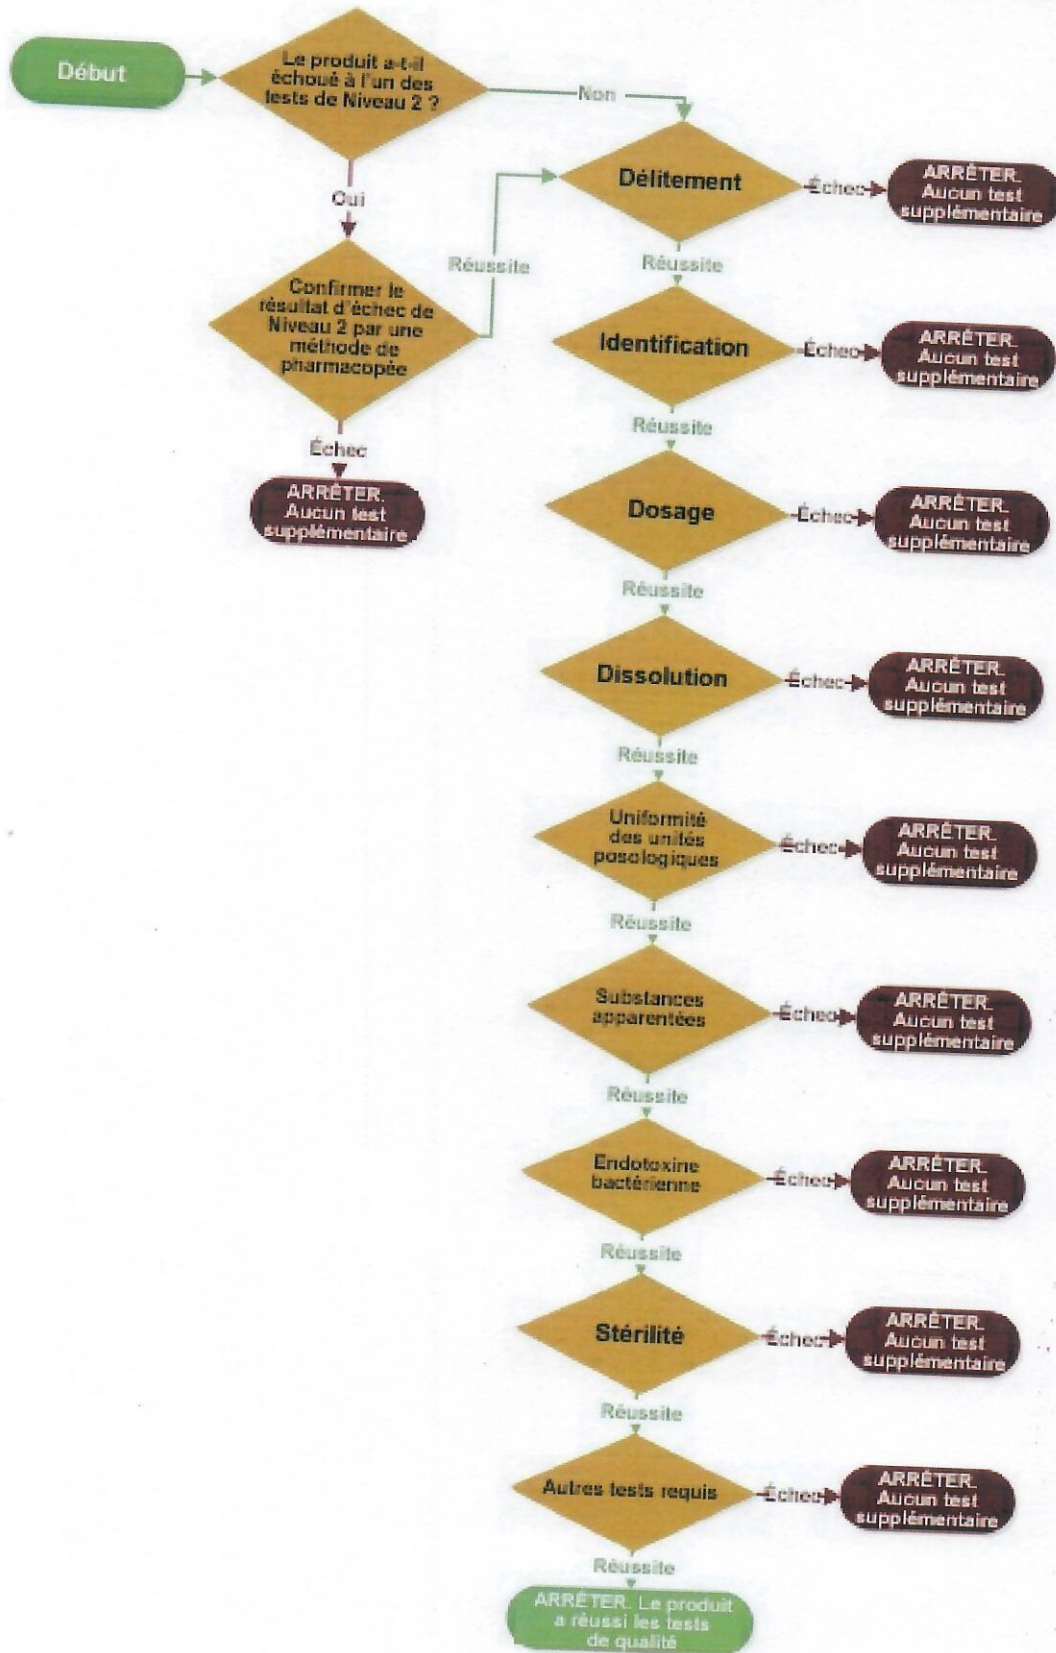 Début
Le produit a-t-il
échoué à l'un des
tests de Niveau 2 ?
Non
Oui
Délitement
Échec
ARRÊTER.
Aucun test
supplémentaire
Réussite
Réussite
Confirmer le
résultat d'échec de
Niveau 2 par une
méthode de
pharmacopée
Échec
ARRÊTER.
Aucun test
supplémentaire
Identification
Échec
ARRÊTER.
Aucun test
supplémentaire
Réussite
Dosage
Échec
ARRÊTER.
Aucun test
supplémentaire
Réussite
Dissolution
Échec
ARRÊTER.
Aucun test
supplémentaire
Réussite
Uniformité
des unités
posologiques
Échec
ARRÊTER.
Aucun test
supplémentaire
Réussite
Substances
apparentées
Échec
ARRÊTER.
Aucun test
supplémentaire
Réussite
Endotoxine
bactérienne
Échec
ARRÊTER.
Aucun test
supplémentaire
Réussite
Stérilité
Échec
ARRÊTER.
Aucun test
supplémentaire
Réussite
Autres tests requis
Échec
ARRÊTER.
Aucun test
supplémentaire
Réussite
ARRÊTER. Le produit
a réussi les tests
de qualité